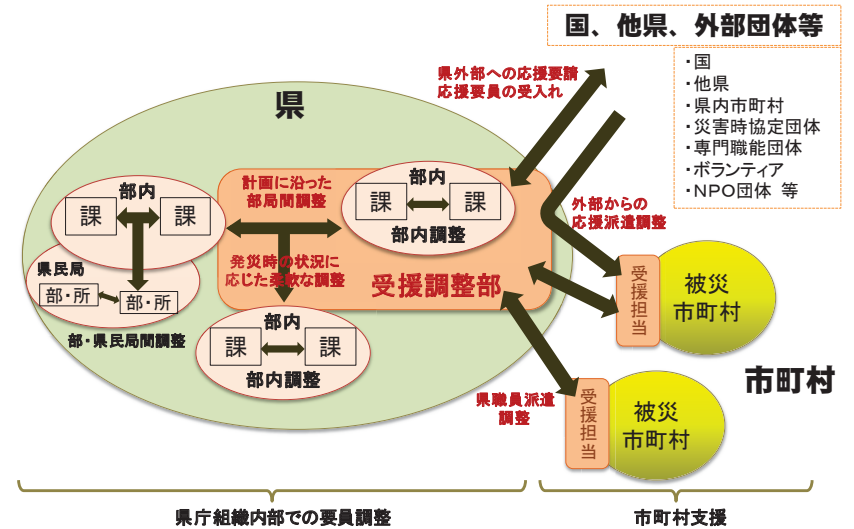 国、他県、外部団体等
・国
・他県
・県内市町村
・災害時協定団体
・専門職能団体
・ボランティア
・NPO団体 等
県外部への応援要請
応援要員の受入れ
県
部内
課
課
計画に沿った
部局間調整
部内
課
課
部内調整
外部からの
応援派遣調整
県民局
部・所
部・所
部・県民局間調整
発災時の状況に
応じた柔軟な調整
受援調整部
部内
課
課
部内調整
受援担当
被災
市町村
市町村
県職員派遣
調整
受援担当
被災
市町村
県庁組織内部での要員調整
市町村支援